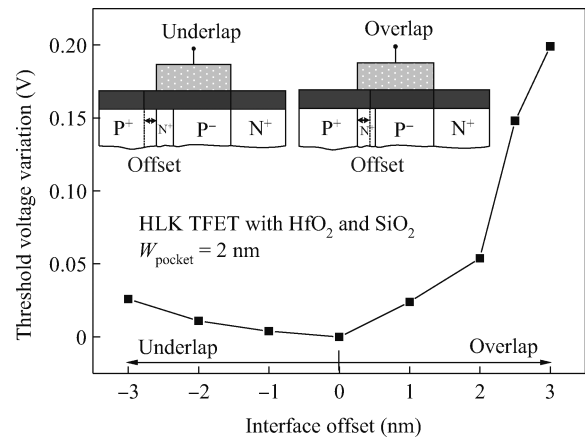 Underlap
Overlap
P⁺
N⁺
P⁻
N⁺
P⁺
N
P⁻
N⁺
Offset
Offset
HLK TFET with HfO₂ and SiO₂
W_pocket = 2 nm
Underlap
Overlap
Threshold voltage variation (V)
0.20
0.15
0.10
0.05
0
−3
−2
−1
0
1
2
3
Interface offset (nm)